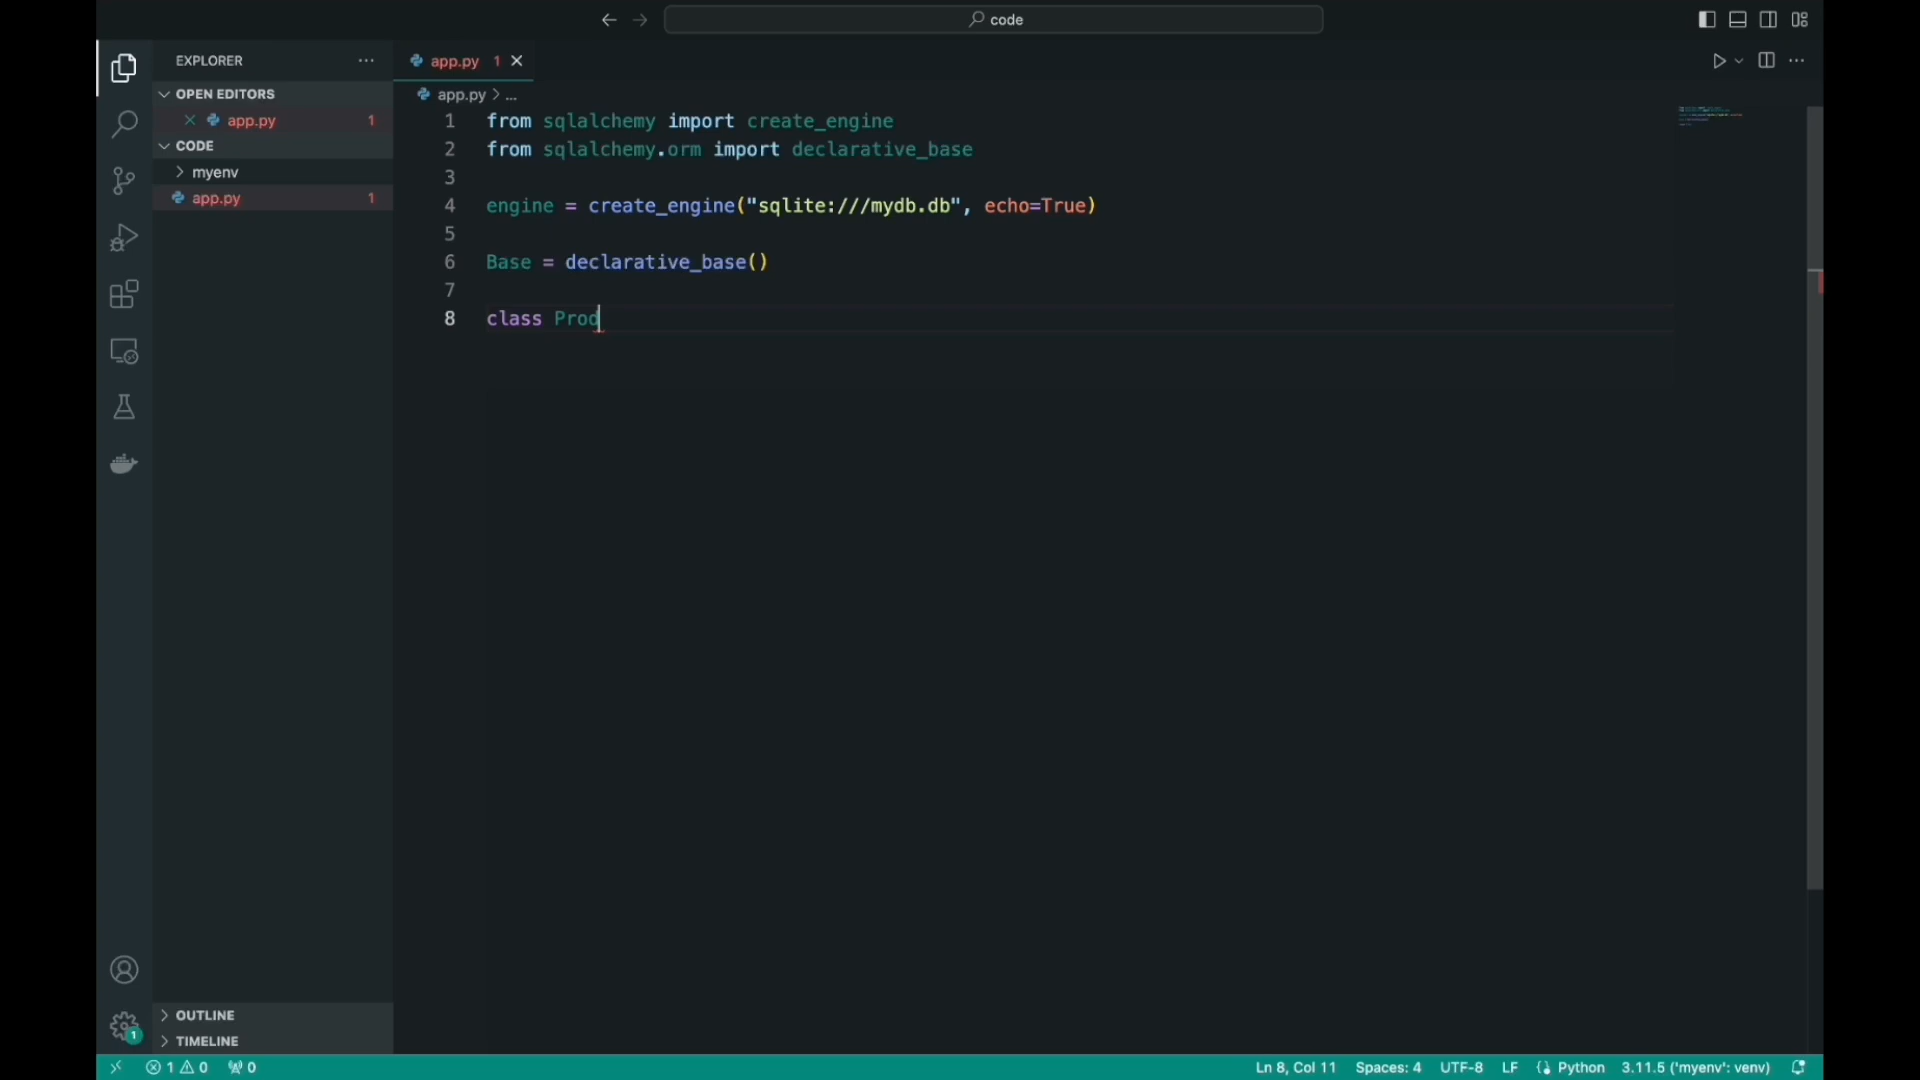 code
EXPLORER
OPEN EDITORS
app.py 1
CODE
myenv
app.py 1
OUTLINE
TIMELINE
app.py 1
app.py > ...
1 from sqlalchemy import create_engine
2 from sqlalchemy.orm import declarative_base
3
4 engine = create_engine("sqlite:///mydb.db", echo=True)
5
6 Base = declarative_base()
7
8 class Prod
1
1 0 0 Ln 8, Col 11 Spaces: 4 UTF-8 LF Python 3.11.5 ('myenv': venv)